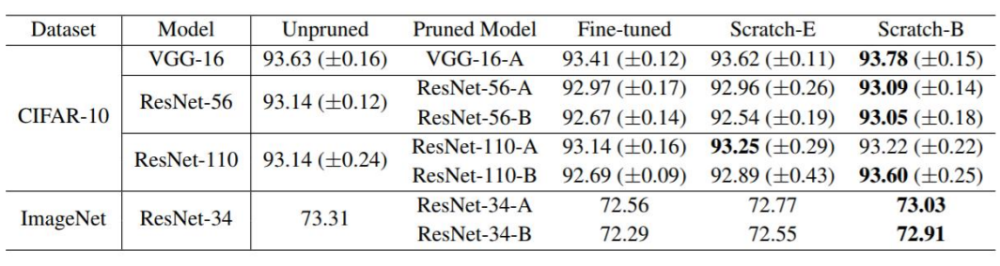 Dataset Model Unpruned Pruned Model Fine-tuned Scratch-E Scratch-B
CIFAR-10 VGG-16 93.63 (±0.16) VGG-16-A 93.41 (±0.12) 93.62 (±0.11) 93.78 (±0.15)
ResNet-56 93.14 (±0.12) ResNet-56-A 92.97 (±0.17) 92.96 (±0.26) 93.09 (±0.14)
ResNet-56-B 92.67 (±0.14) 92.54 (±0.19) 93.05 (±0.18)
ResNet-110 93.14 (±0.24) ResNet-110-A 93.14 (±0.16) 93.25 (±0.29) 93.22 (±0.22)
ResNet-110-B 92.69 (±0.09) 92.89 (±0.43) 93.60 (±0.25)
ImageNet ResNet-34 73.31 ResNet-34-A 72.56 72.77 73.03
ResNet-34-B 72.29 72.55 72.91